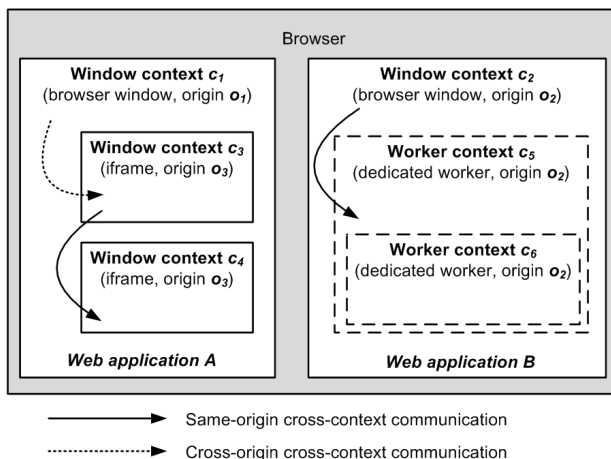 Browser
Window context c1
(browser window, origin o1)
Window context c3
(iframe, origin o3)
Window context c4
(iframe, origin o3)
Web application A
Window context c2
(browser window, origin o2)
Worker context c5
(dedicated worker, origin o2)
Worker context c6
(dedicated worker, origin o2)
Web application B
Same-origin cross-context communication
Cross-origin cross-context communication